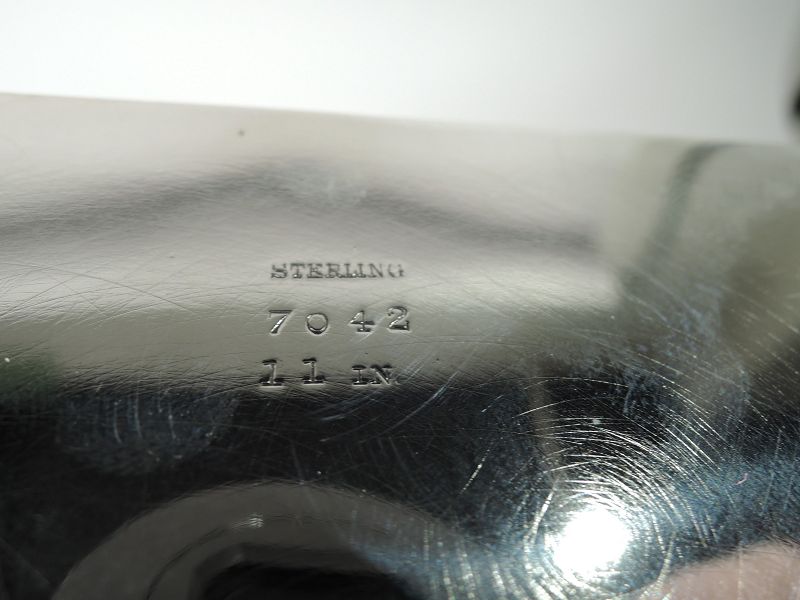 STERLING
7042
11 IN.